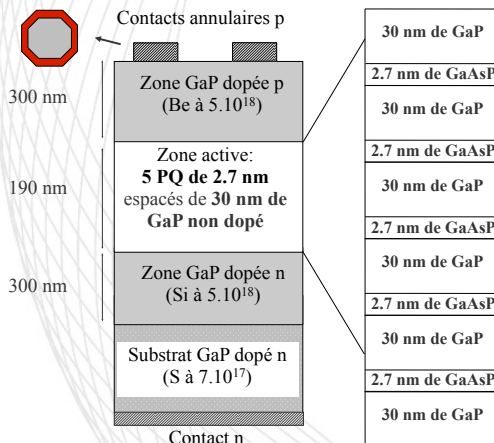 Contacts annulaires p
300 nm
Zone GaP dopée p
(Be à 5.10¹⁸)
190 nm
Zone active:
5 PQ de 2.7 nm
espacés de 30 nm de
GaP non dopé
300 nm
Zone GaP dopée n
(Si à 5.10¹⁸)
Substrat GaP dopé n
(S à 7.10¹⁷)
Contact n
30 nm de GaP
2.7 nm de GaAsP
30 nm de GaP
2.7 nm de GaAsP
30 nm de GaP
2.7 nm de GaAsP
30 nm de GaP
2.7 nm de GaAsP
30 nm de GaP
2.7 nm de GaAsP
30 nm de GaP